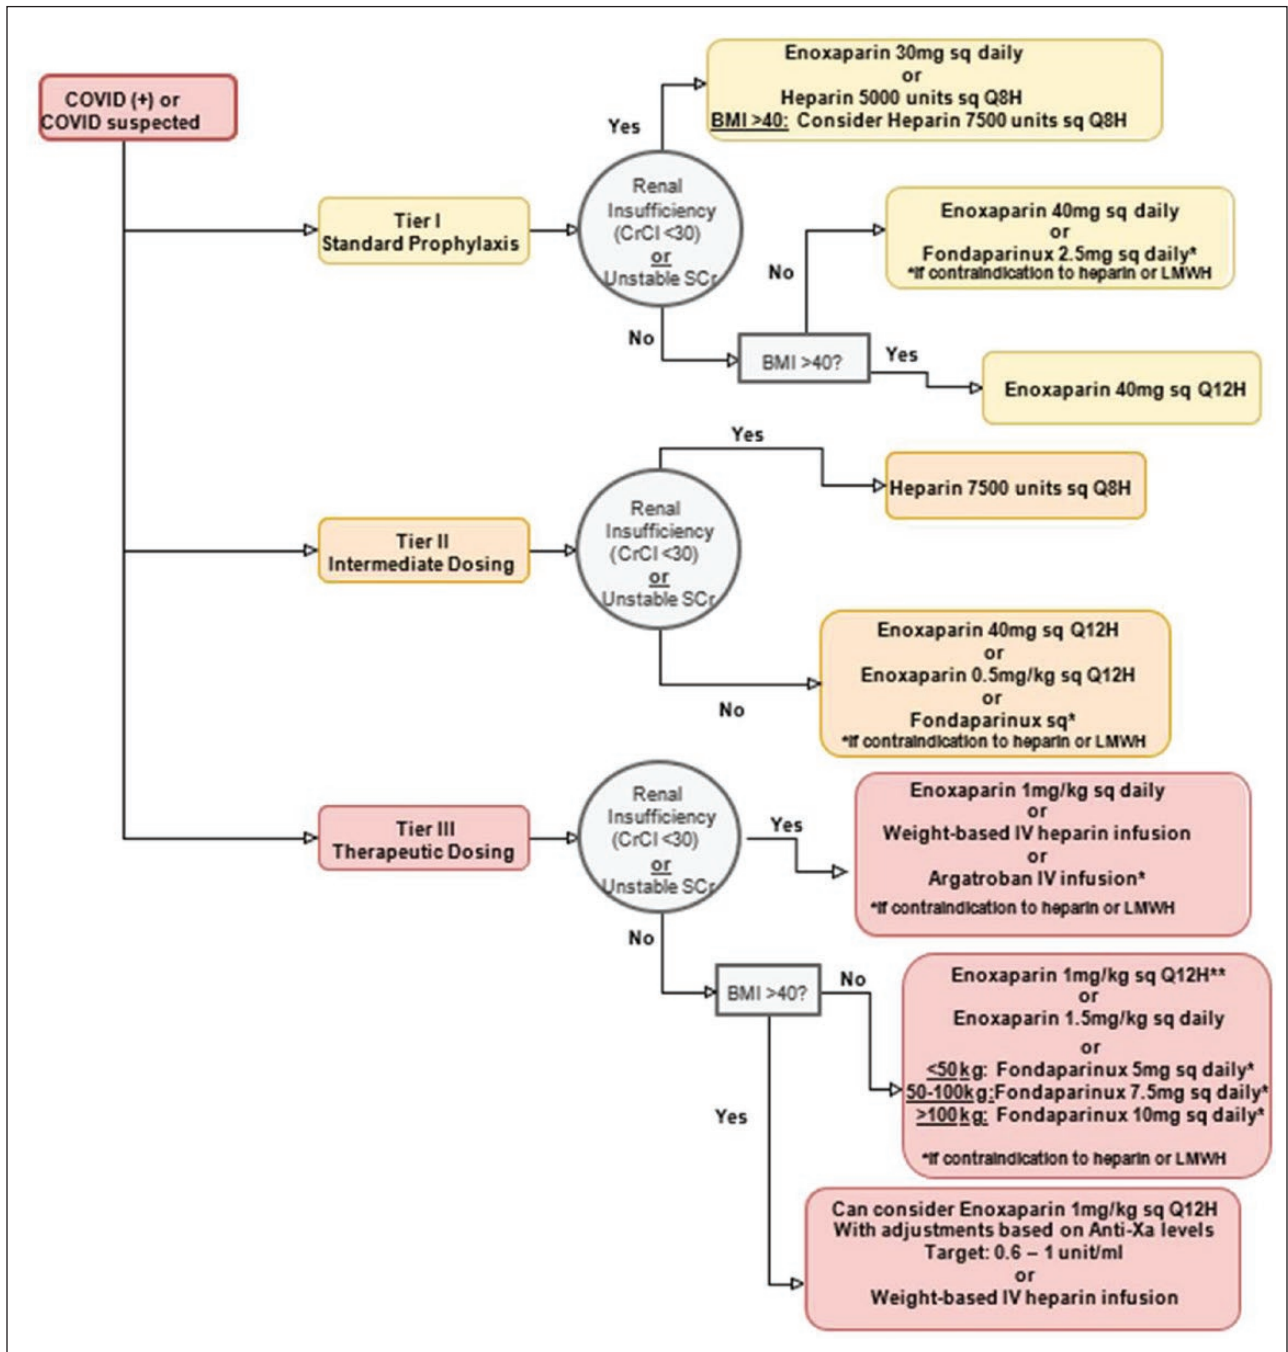 COVID (+) or
COVID suspected
Enoxaparin 30mg sq daily
or
Heparin 5000 units sq Q8H
BMI >40: Consider Heparin 7500 units sq Q8H
Yes
Tier I
Standard Prophylaxis
Renal
Insufficiency
(CrCl <30)
or
Unstable SCr
No
Enoxaparin 40mg sq daily
or
Fondaparinux 2.5mg sq daily*
*If contraindication to heparin or LMWH
No
BMI >40?
Yes
Enoxaparin 40mg sq Q12H
Yes
Heparin 7500 units sq Q8H
Tier II
Intermediate Dosing
Renal
Insufficiency
(CrCl <30)
or
Unstable SCr
No
Enoxaparin 40mg sq Q12H
or
Enoxaparin 0.5mg/kg sq Q12H
or
Fondaparinux sq*
*If contraindication to heparin or LMWH
Tier III
Therapeutic Dosing
Renal
Insufficiency
(CrCl <30)
or
Unstable SCr
Yes
Enoxaparin 1mg/kg sq daily
or
Weight-based IV heparin infusion
or
Argatroban IV infusion*
*If contraindication to heparin or LMWH
No
BMI >40?
No
Enoxaparin 1mg/kg sq Q12H**
or
Enoxaparin 1.5mg/kg sq daily
or
<50kg: Fondaparinux 5mg sq daily*
50-100kg:Fondaparinux 7.5mg sq daily*
>100kg: Fondaparinux 10mg sq daily*
*If contraindication to heparin or LMWH
Yes
Can consider Enoxaparin 1mg/kg sq Q12H
With adjustments based on Anti-Xa levels
Target: 0.6 – 1 unit/ml
or
Weight-based IV heparin infusion